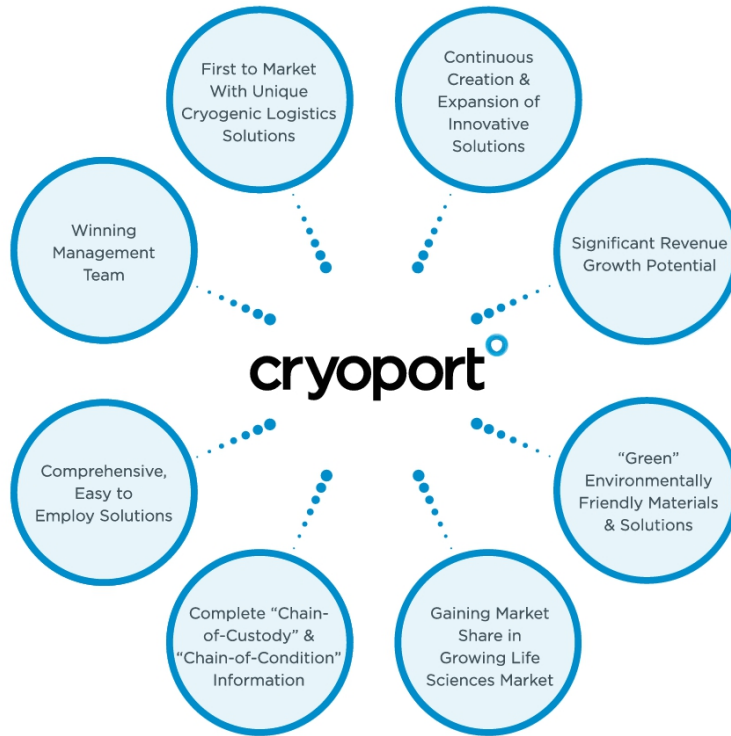 First to Market
With Unique
Cryogenic Logistics
Solutions
Continuous
Creation &
Expansion of
Innovative
Solutions
Winning
Management
Team
Significant Revenue
Growth Potential
cryoport
Comprehensive,
Easy to
Employ Solutions
“Green”
Environmentally
Friendly Materials
& Solutions
Complete “Chain-
of-Custody” &
“Chain-of-Condition”
Information
Gaining Market
Share in
Growing Life
Sciences Market